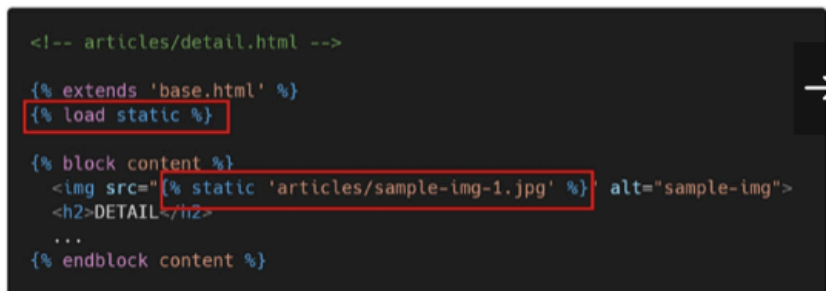 <!-- articles/detail.html -->
{% extends 'base.html' %}
{% load static %}
{% block content %}
<img src="{% static 'articles/sample-img-1.jpg' %}" alt="sample-img">
<h2>DETAIL</h2>
...
{% endblock content %}